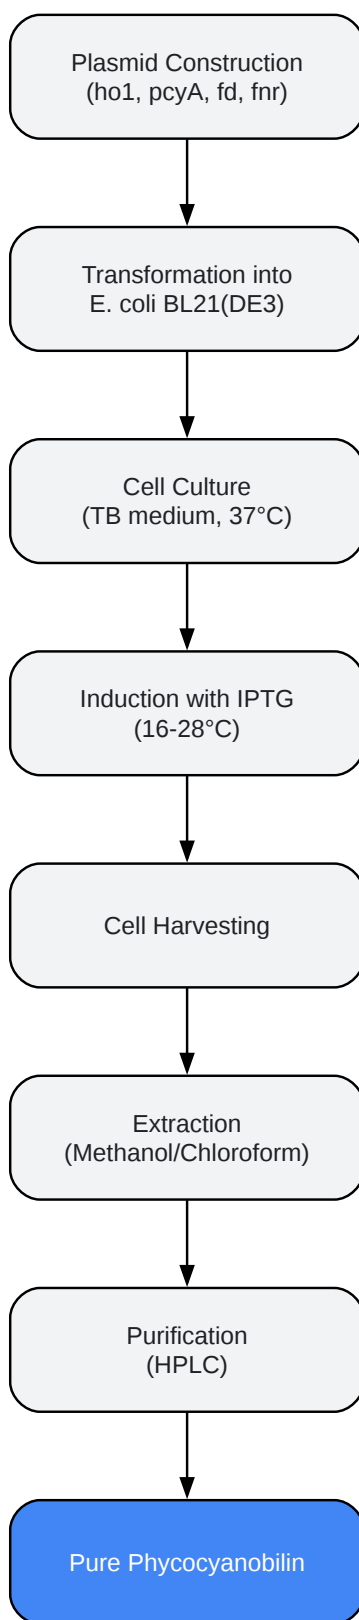 Plasmid Construction
(ho1, pcyA, fd, fnr)
Transformation into
E. coli BL21(DE3)
Cell Culture
(TB medium, 37°C)
Induction with IPTG
(16-28°C)
Cell Harvesting
Extraction
(Methanol/Chloroform)
Purification
(HPLC)
Pure Phycocyanobilin